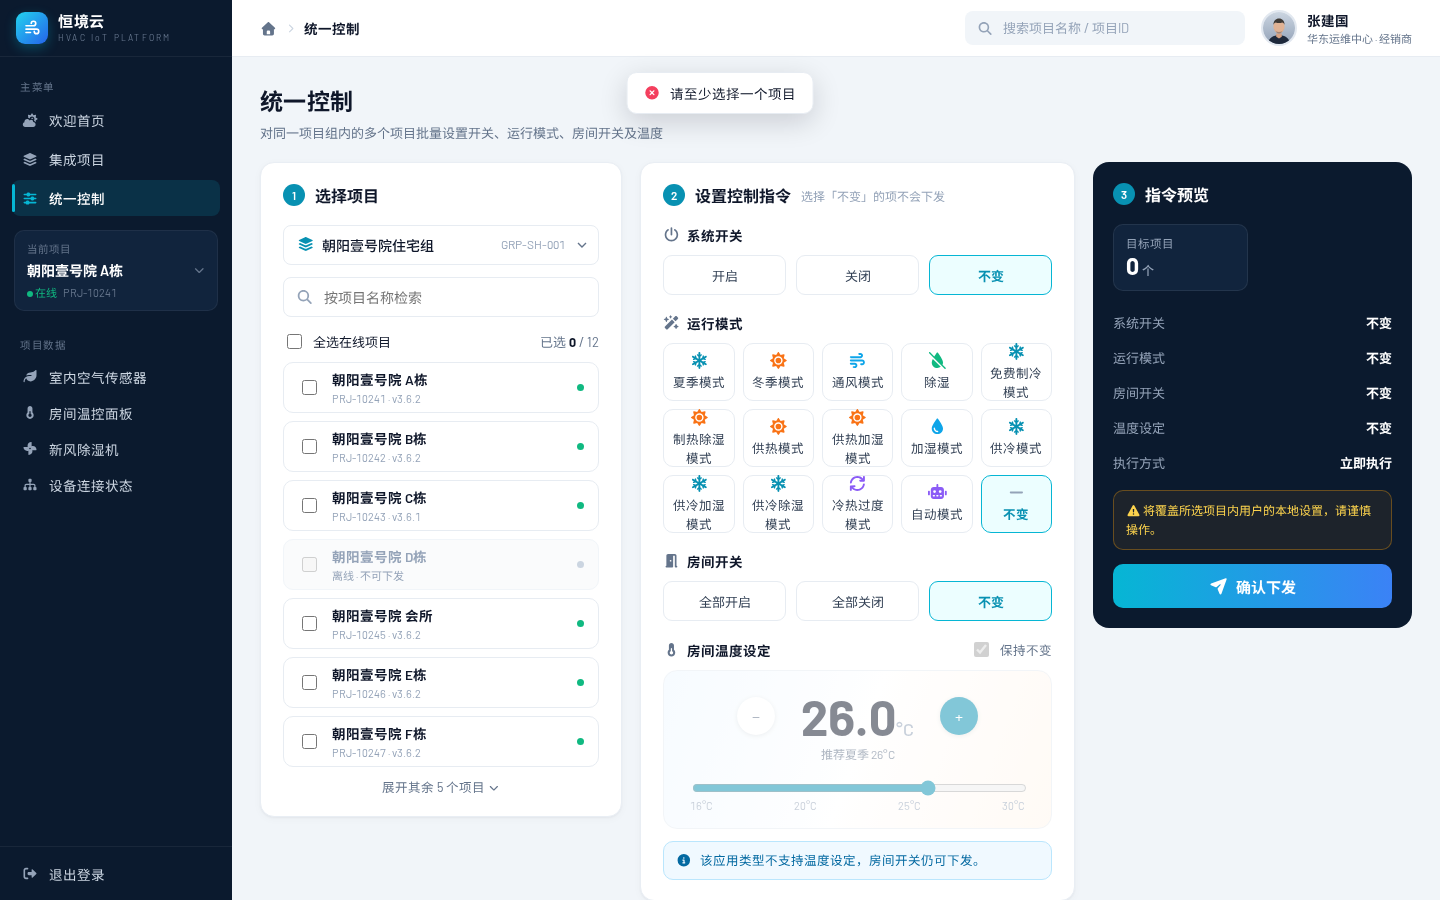 恒境云
HVAC IoT PLATFORM
主菜单
欢迎首页
集成项目
统一控制
当前项目
朝阳壹号院 A栋
在线 PRJ-10241
项目数据
室内空气传感器
房间温控面板
新风除湿机
设备连接状态
退出登录
统一控制
搜索项目名称 / 项目ID
张建国
华东运维中心 · 经销商
请至少选择一个项目
统一控制
对同一项目组内的多个项目批量设置开关、运行模式、房间开关及温度
1 选择项目
朝阳壹号院住宅组 GRP-SH-001
按项目名称检索
全选在线项目 已选 0 / 12
朝阳壹号院 A栋
PRJ-10241 · v3.6.2
朝阳壹号院 B栋
PRJ-10242 · v3.6.2
朝阳壹号院 C栋
PRJ-10243 · v3.6.1
朝阳壹号院 D栋
离线 · 不可下发
朝阳壹号院 会所
PRJ-10245 · v3.6.2
朝阳壹号院 E栋
PRJ-10246 · v3.6.2
朝阳壹号院 F栋
PRJ-10247 · v3.6.2
展开其余 5 个项目
2 设置控制指令 选择「不变」的项不会下发
系统开关
开启 关闭 不变
运行模式
夏季模式 冬季模式 通风模式 除湿 免费制冷
模式
制热除湿
模式 供热模式 供热加湿
模式 加湿模式 供冷模式
供冷加湿
模式 供冷除湿
模式 冷热过度
模式 自动模式 不变
房间开关
全部开启 全部关闭 不变
房间温度设定 保持不变
− 26.0°C +
推荐夏季 26°C
16°C 20°C 25°C 30°C
该应用类型不支持温度设定，房间开关仍可下发。
3 指令预览
目标项目
0 个
系统开关 不变
运行模式 不变
房间开关 不变
温度设定 不变
执行方式 立即执行
将覆盖所选项目内用户的本地设置，请谨慎
操作。
确认下发